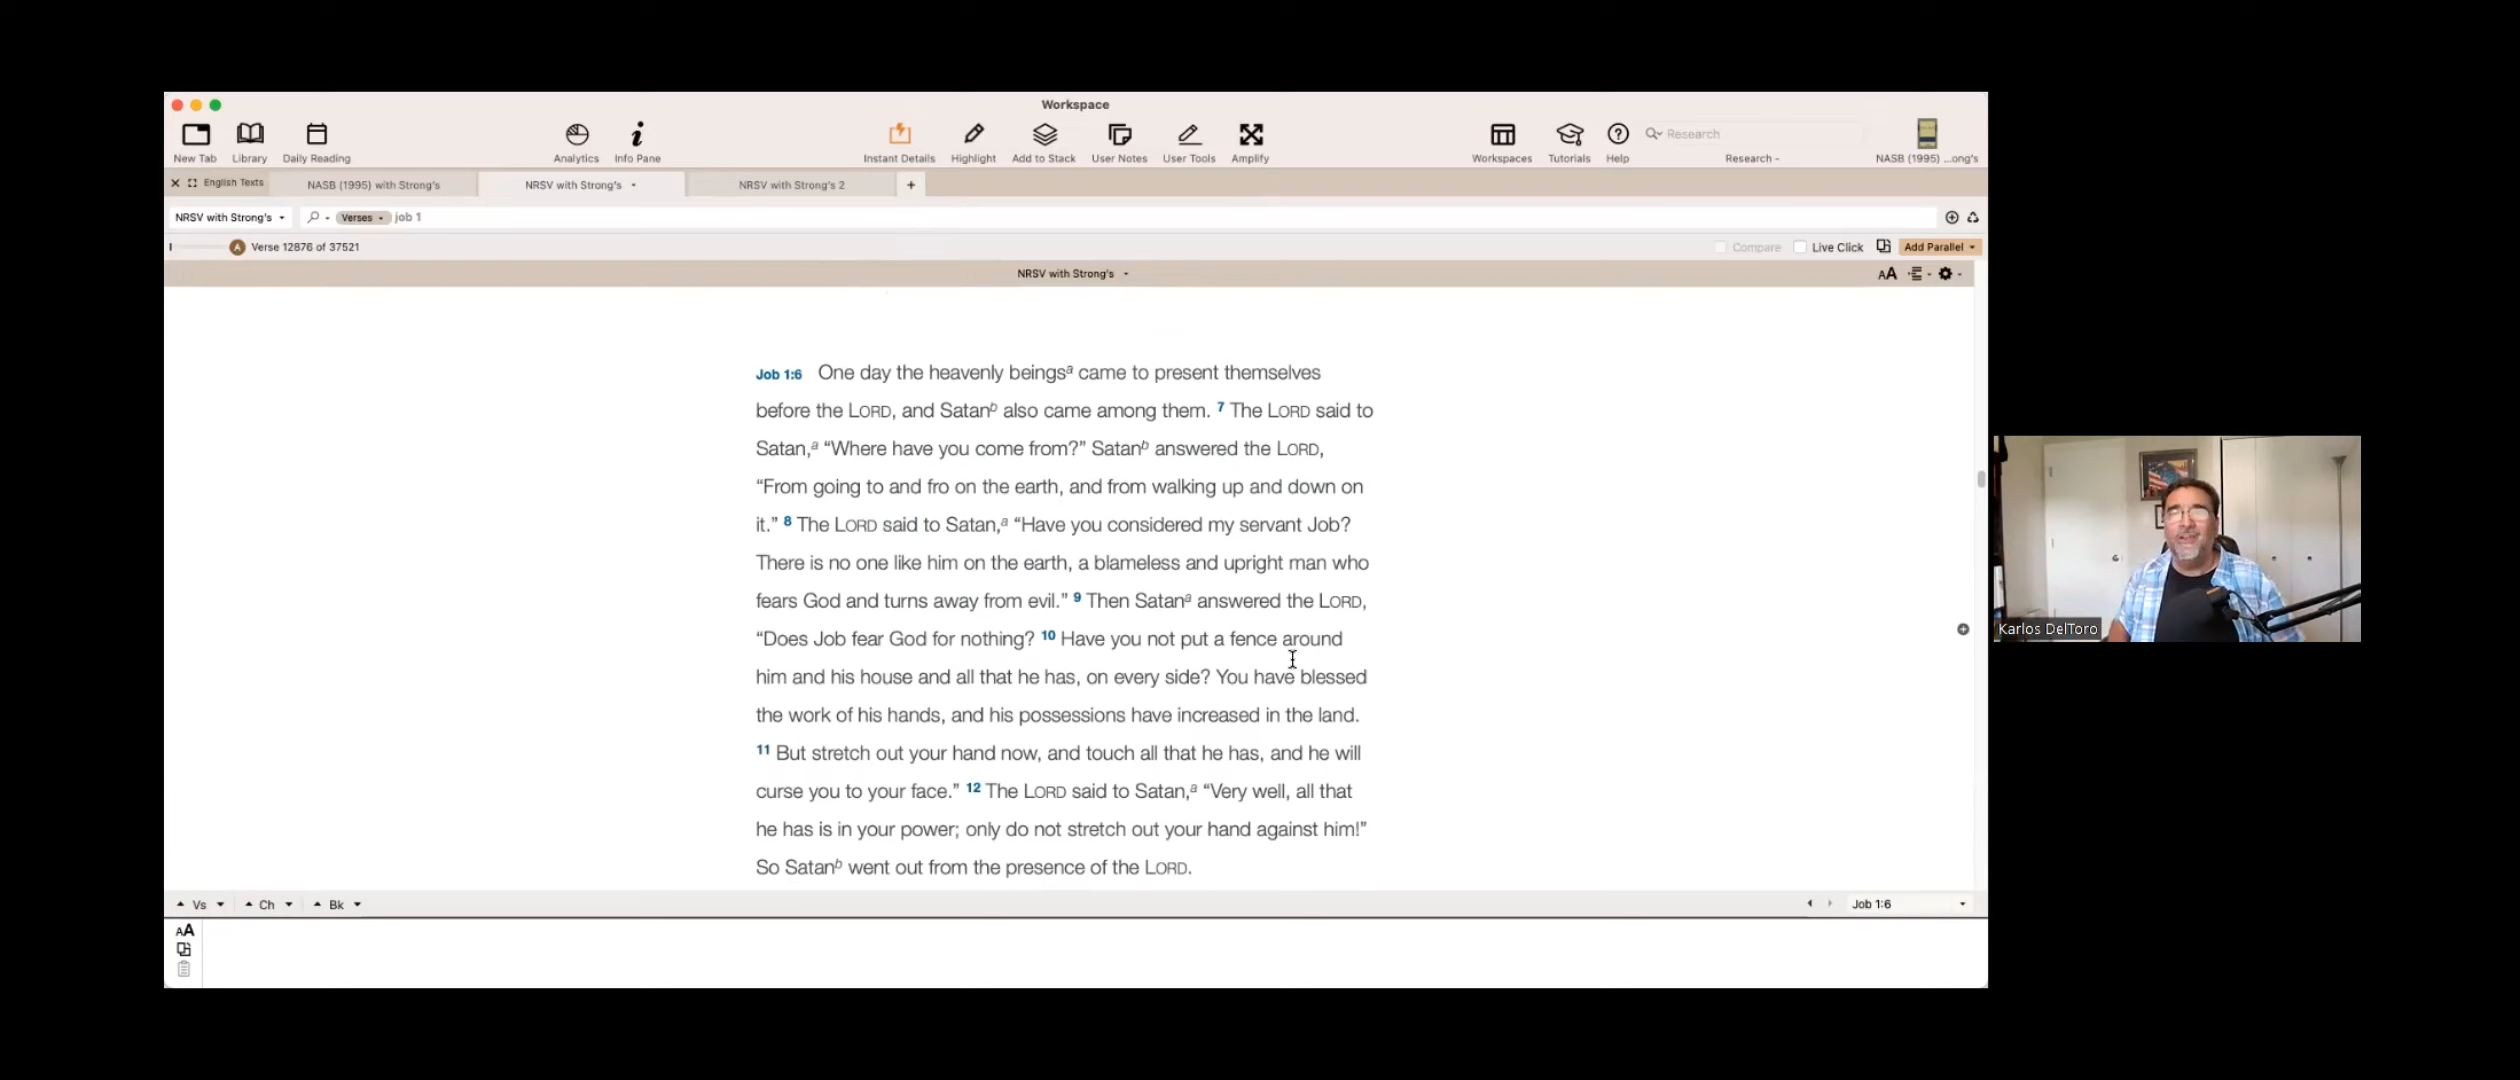 Workspace
New Tab Library Daily Reading Analytics Info Pane Instant Details Highlight Add to Stack User Notes User Tools Amplify Workspaces Tutorials Help Research Research NASB (1995) ...ong's
English Texts NASB (1995) with Strong's NRSV with Strong's NRSV with Strong's 2 +
NRSV with Strong's Verses job 1
A Verse 12876 of 37521 Compare Live Click Add Parallel
NRSV with Strong's AA
Job 1:6 One day the heavenly beingsᵃ came to present themselves
before the LORD, and Satanᵇ also came among them. 7 The LORD said to
Satan,ᵃ “Where have you come from?” Satanᵇ answered the LORD,
“From going to and fro on the earth, and from walking up and down on
it.” 8 The LORD said to Satan,ᵃ “Have you considered my servant Job?
There is no one like him on the earth, a blameless and upright man who
fears God and turns away from evil.” 9 Then Satanᵃ answered the LORD,
“Does Job fear God for nothing? 10 Have you not put a fence around
him and his house and all that he has, on every side? You have blessed
the work of his hands, and his possessions have increased in the land.
11 But stretch out your hand now, and touch all that he has, and he will
curse you to your face.” 12 The LORD said to Satan,ᵃ “Very well, all that
he has is in your power; only do not stretch out your hand against him!”
So Satanᵇ went out from the presence of the LORD.
Vs Ch Bk Job 1:6
AA
Karlos DelToro